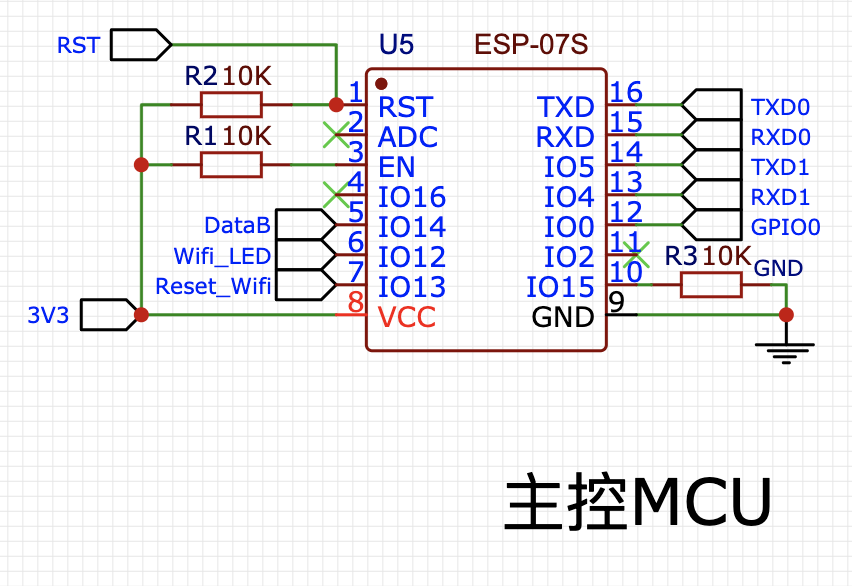 RST
U5 ESP-07S
R2 10K
1 RST TXD 16 TXD0
2 ADC RXD 15 RXD0
R1 10K
3 EN IO5 14 TXD1
4 IO16 IO4 13 RXD1
DataB 5 IO14 IO0 12 GPIO0
Wifi_LED 6 IO12 IO2 11
R3 10K GND
Reset_Wifi 7 IO13 IO15 10
3V3 8 VCC GND 9
主控MCU